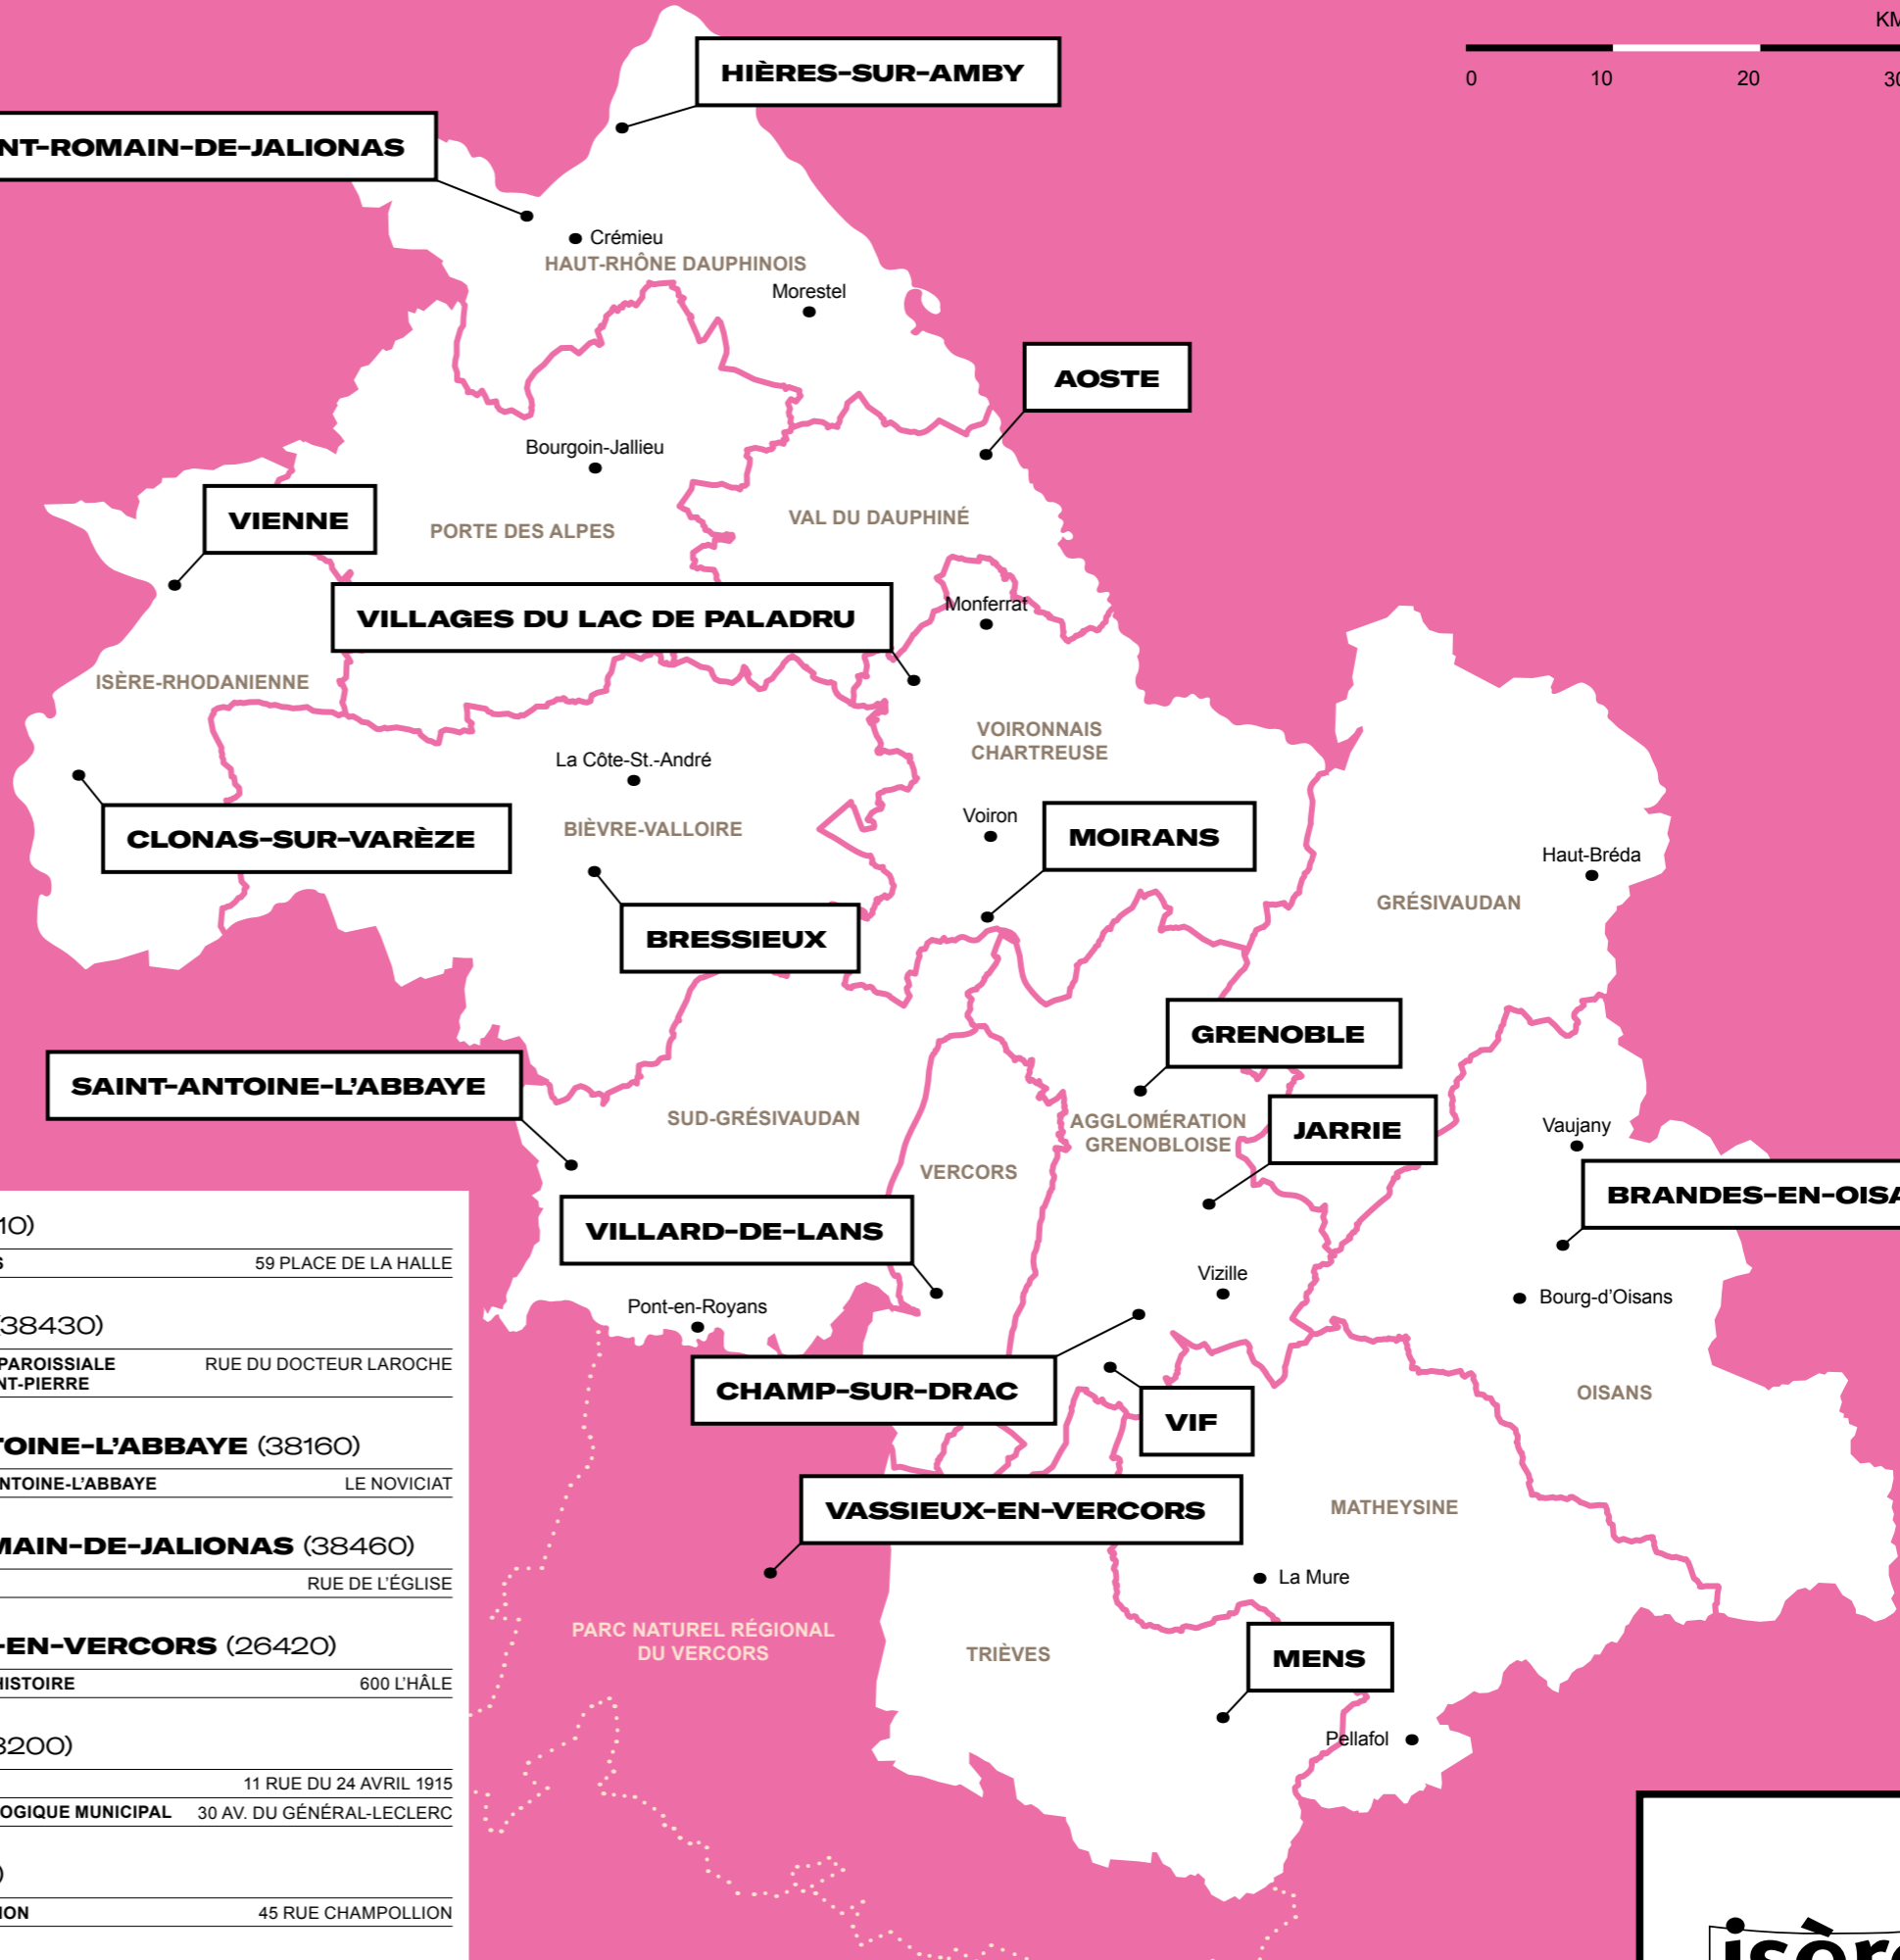 KM
0 10 20 30
HIÈRES-SUR-AMBY
NT-ROMAIN-DE-JALIONAS
Crémieu
HAUT-RHÔNE DAUPHINOIS
Morestel
AOSTE
Bourgoin-Jallieu
VIENNE
PORTE DES ALPES
VAL DU DAUPHINÉ
VILLAGES DU LAC DE PALADRU
Monferrat
ISÈRE-RHODANIENNE
VOIRONNAIS
CHARTREUSE
La Côte-St.-André
Voiron
CLONAS-SUR-VARÈZE
BIÈVRE-VALLOIRE
MOIRANS
Haut-Bréda
GRÉSIVAUDAN
BRESSIEUX
GRENOBLE
SAINT-ANTOINE-L’ABBAYE
SUD-GRÉSIVAUDAN
AGGLOMÉRATION
GRENOBLOISE
JARRIE
Vaujany
VERCORS
BRANDES-EN-OISA
VILLARD-DE-LANS
Vizille
Bourg-d’Oisans
Pont-en-Royans
CHAMP-SUR-DRAC
VIF
OISANS
VASSIEUX-EN-VERCORS
MATHEYSINE
La Mure
PARC NATUREL RÉGIONAL
DU VERCORS
TRIÈVES
MENS
Pellafol
10)
S 59 PLACE DE LA HALLE
(38430)
PAROISSIALE RUE DU DOCTEUR LAROCHE
NT-PIERRE
TOINE-L’ABBAYE (38160)
NTOINE-L’ABBAYE LE NOVICIAT
MAIN-DE-JALIONAS (38460)
RUE DE L’ÉGLISE
-EN-VERCORS (26420)
HISTOIRE 600 L’HÂLE
8200)
11 RUE DU 24 AVRIL 1915
OGIQUE MUNICIPAL 30 AV. DU GÉNÉRAL-LECLERC
)
ION 45 RUE CHAMPOLLION
isère